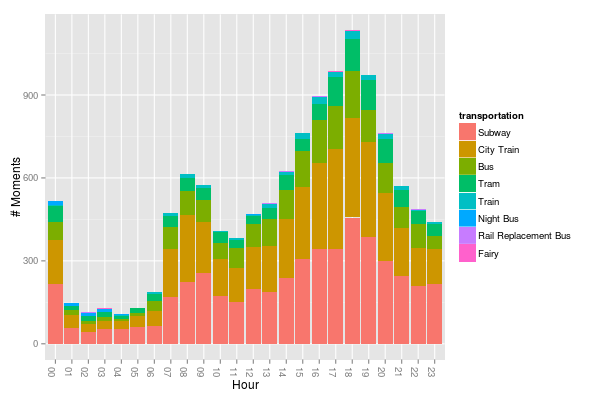 900
600
300
0
# Moments
00 01 02 03 04 05 06 07 08 09 10 11 12 13 14 15 16 17 18 19 20 21 22 23
Hour
transportation
Subway
City Train
Bus
Tram
Train
Night Bus
Rail Replacement Bus
Fairy